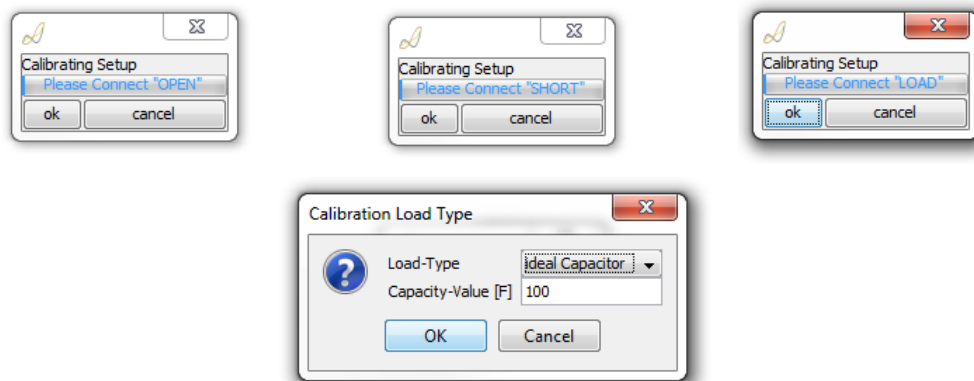 Calibrating Setup
Please Connect "OPEN"
ok cancel
Calibrating Setup
Please Connect "SHORT"
ok cancel
Calibrating Setup
Please Connect "LOAD"
ok cancel
Calibration Load Type
Load-Type Ideal Capacitor
Capacity-Value [F] 100
OK Cancel